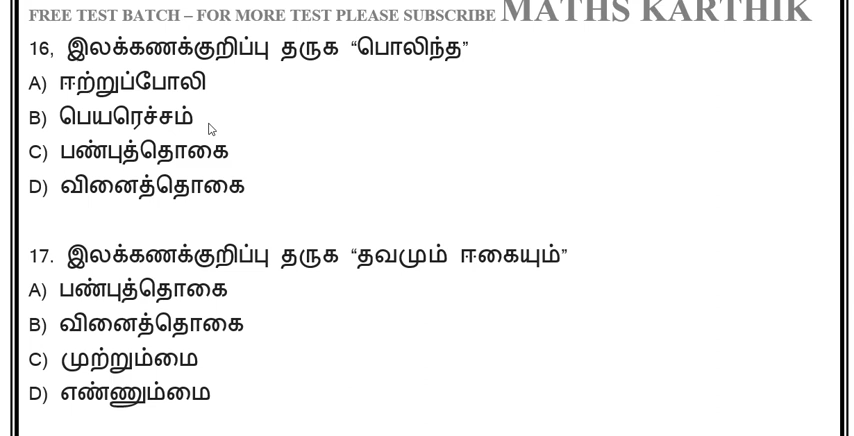 FREE TEST BATCH – FOR MORE TEST PLEASE SUBSCRIBE MATHS KARTHIK
16, இலக்கணக்குறிப்பு தருக “பொலிந்த”
A) ஈற்றுப்போலி
B) பெயரெச்சம்
C) பண்புத்தொகை
D) வினைத்தொகை
17. இலக்கணக்குறிப்பு தருக “தவமும் ஈகையும்”
A) பண்புத்தொகை
B) வினைத்தொகை
C) முற்றும்மை
D) எண்ணும்மை